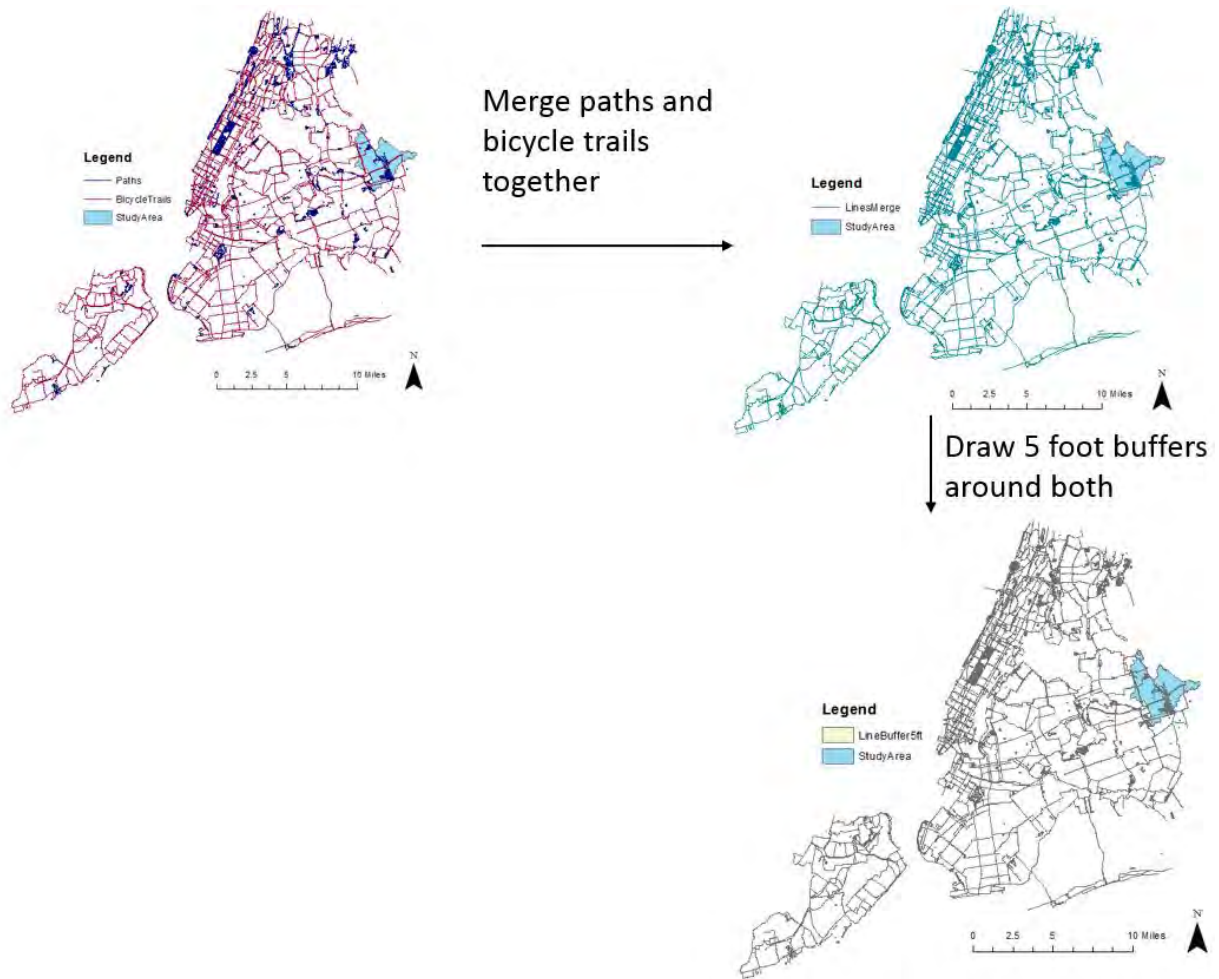 Merge paths and
bicycle trails
together
Legend
Paths
BicycleTrails
StudyArea
N
0 2.5 5 10 Miles
Legend
LinesMerge
StudyArea
N
0 2.5 5 10 Miles
Draw 5 foot buffers
around both
Legend
LineBuffer5ft
StudyArea
N
0 2.5 5 10 Miles